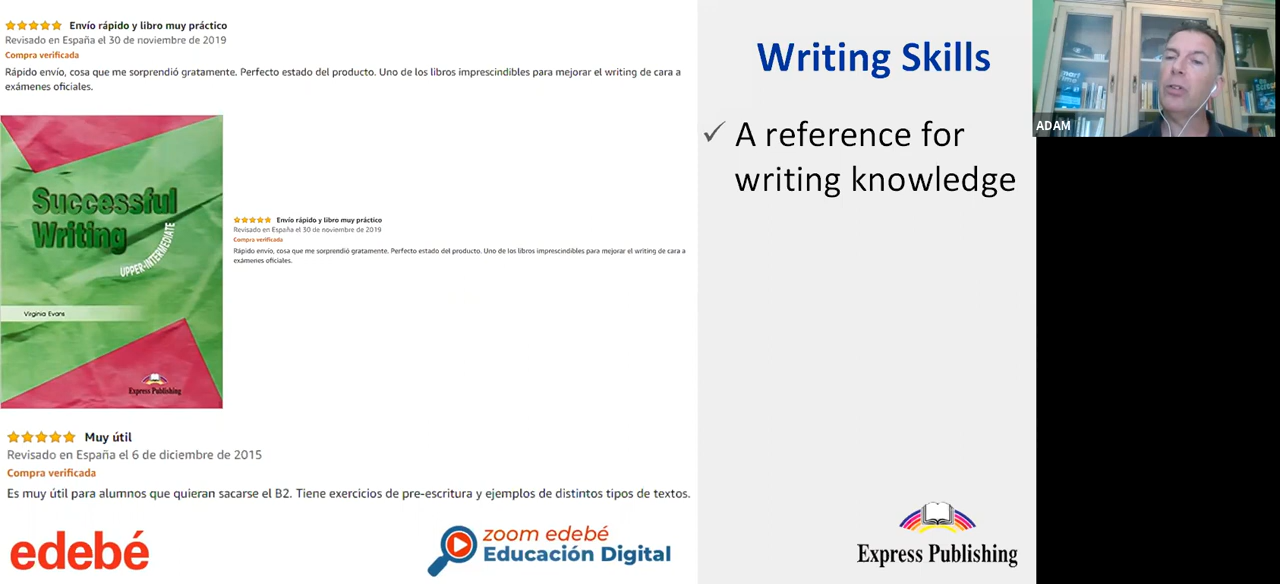 Envío rápido y libro muy práctico
Revisado en España el 30 de noviembre de 2019
Compra verificada
Rápido envío, cosa que me sorprendió gratamente. Perfecto estado del producto. Uno de los libros imprescindibles para mejorar el writing de cara a
exámenes oficiales.
Successful
Writing
UPPER-INTERMEDIATE
Virginia Evans
Express Publishing
Envío rápido y libro muy práctico
Revisado en España el 30 de noviembre de 2019
Compra verificada
Rápido envío, cosa que me sorprendió gratamente. Perfecto estado del producto. Uno de los libros imprescindibles para mejorar el writing de cara a
exámenes oficiales.
Muy útil
Revisado en España el 6 de diciembre de 2015
Compra verificada
Es muy útil para alumnos que quieran sacarse el B2. Tiene exercicios de pre-escritura y ejemplos de distintos tipos de textos.
edebé
zoom edebé
Educación Digital
Writing Skills
✓ A reference for
writing knowledge
Express Publishing
ADAM